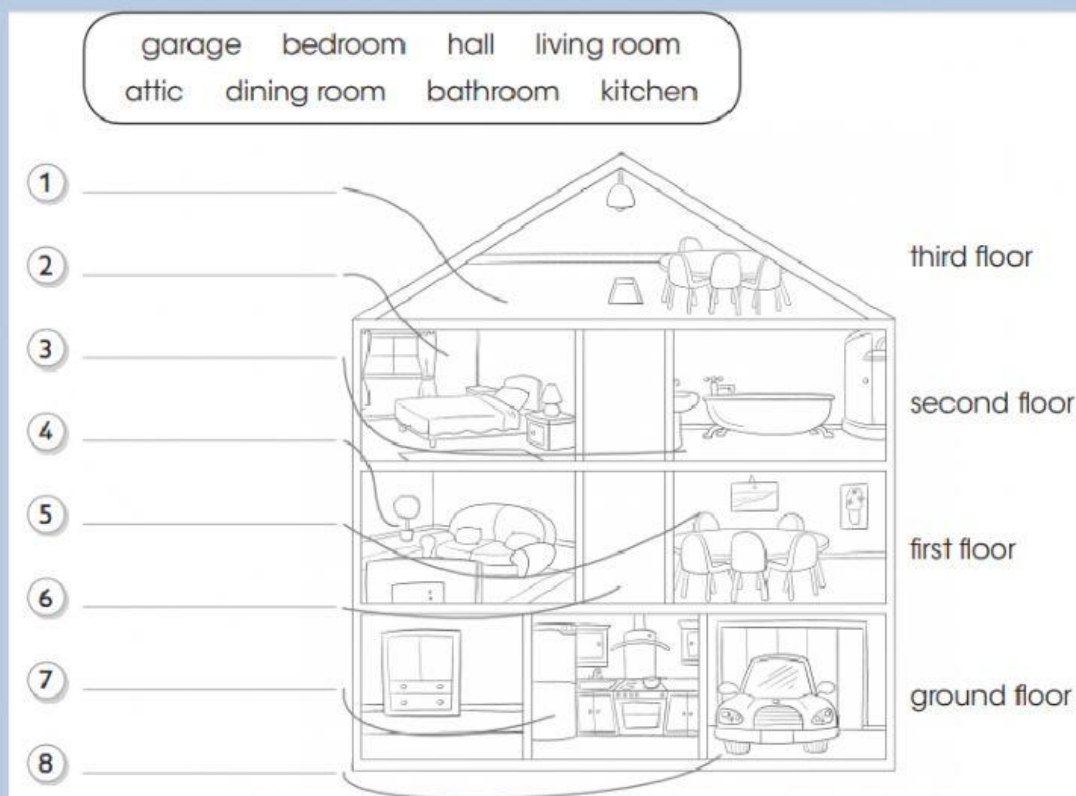 garage bedroom hall living room
attic dining room bathroom kitchen
1
2
third floor
3
second floor
4
5
first floor
6
7
ground floor
8